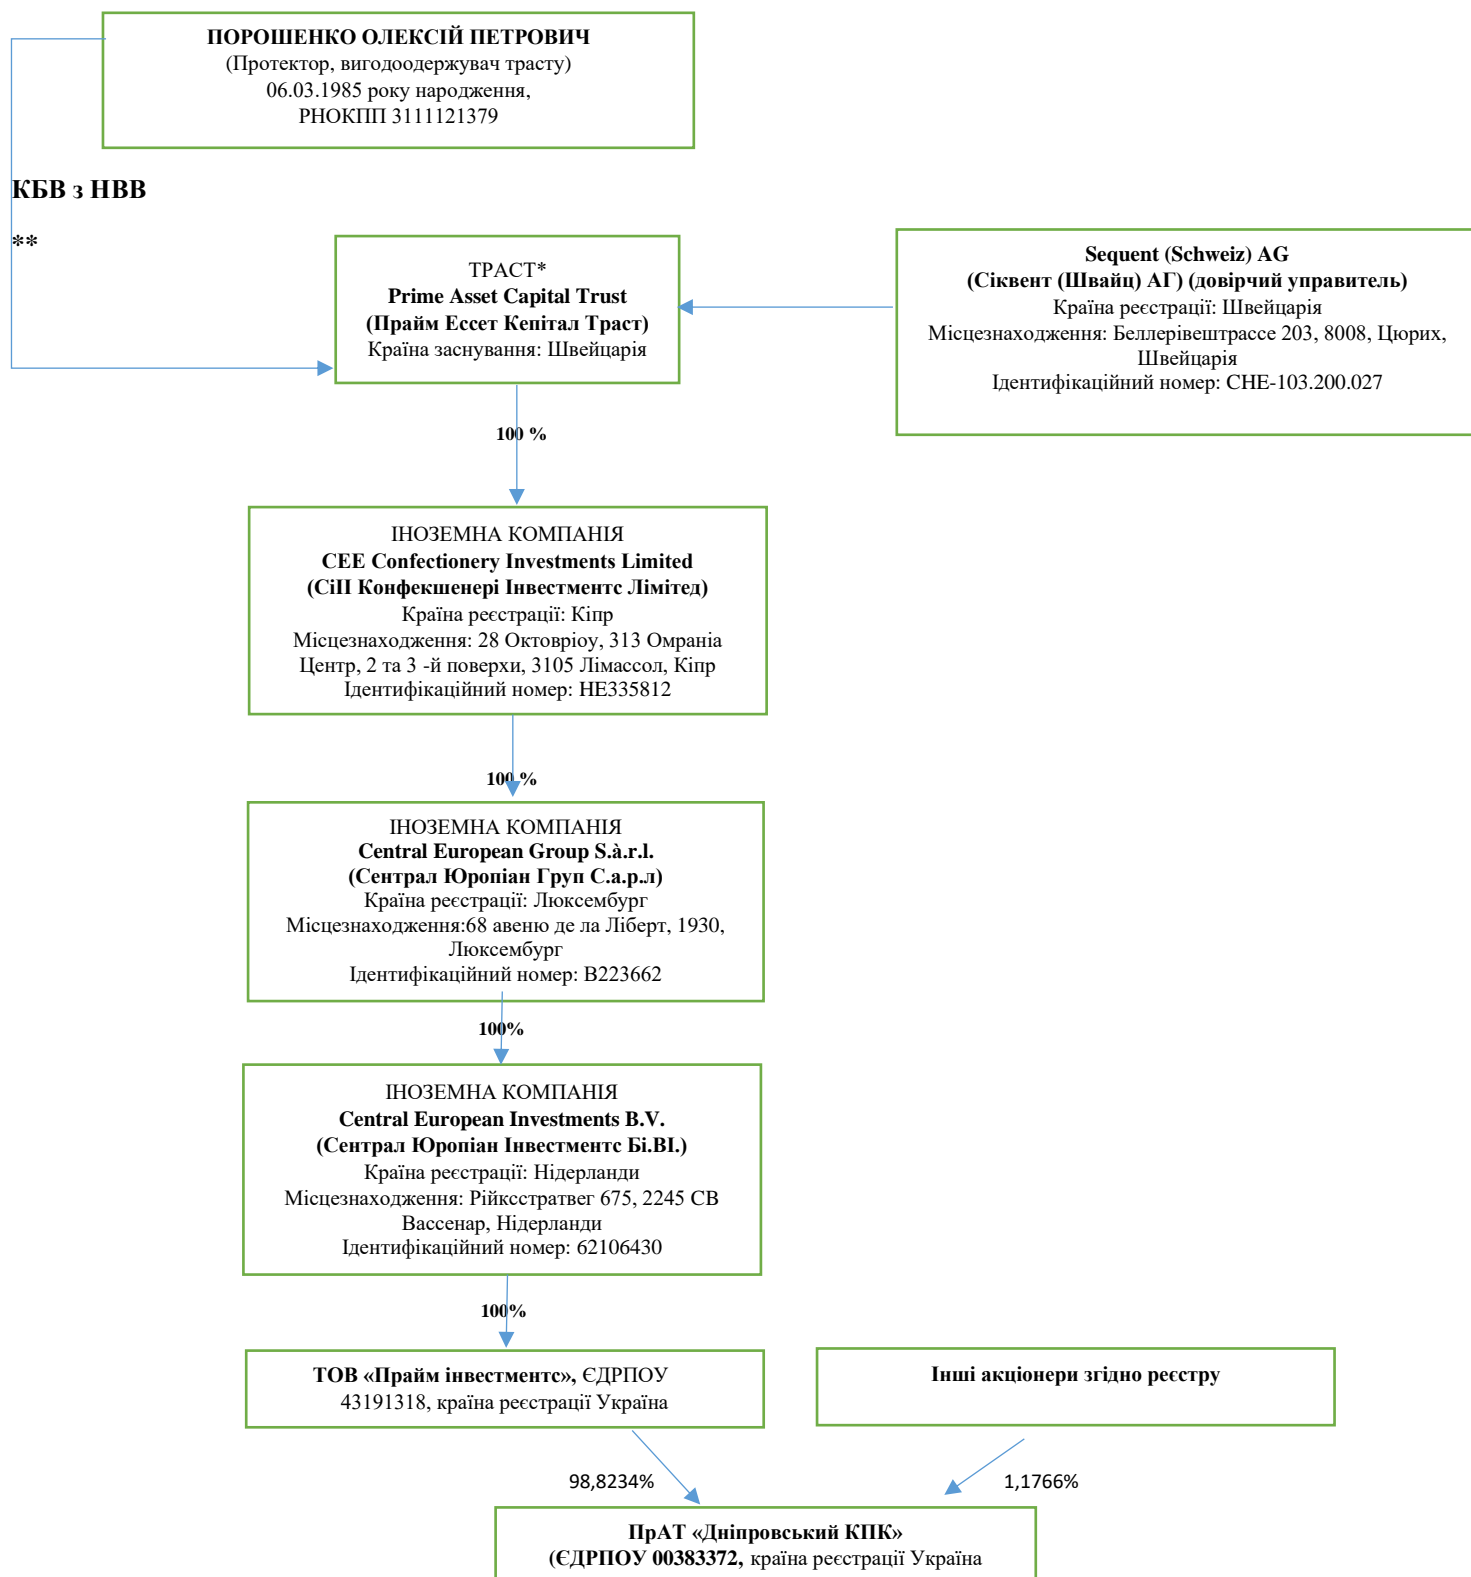 ПОРОШЕНКО ОЛЕКСІЙ ПЕТРОВИЧ
(Протектор, вигодоодержувач трасту)
06.03.1985 року народження,
РНОКПП 3111121379
КБВ з НВВ
**
ТРАСТ*
Prime Asset Capital Trust
(Прайм Ессет Кепітал Траст)
Країна заснування: Швейцарія
Sequent (Schweiz) AG
(Сіквент (Швайц) АГ) (довірчий управитель)
Країна реєстрації: Швейцарія
Місцезнаходження: Беллерівештрассе 203, 8008, Цюрих,
Швейцарія
Ідентифікаційний номер: CHE-103.200.027
100 %
ІНОЗЕМНА КОМПАНІЯ
CEE Confectionery Investments Limited
(СіІІ Конфекшенері Інвестментс Лімітед)
Країна реєстрації: Кіпр
Місцезнаходження: 28 Октовріоу, 313 Омраніа
Центр, 2 та 3 -й поверхи, 3105 Лімассол, Кіпр
Ідентифікаційний номер: HE335812
100 %
ІНОЗЕМНА КОМПАНІЯ
Central European Group S.à.r.l.
(Сентрал Юропіан Груп С.а.р.л)
Країна реєстрації: Люксембург
Місцезнаходження:68 авеню де ла Ліберт, 1930,
Люксембург
Ідентифікаційний номер: B223662
100%
ІНОЗЕМНА КОМПАНІЯ
Central European Investments B.V.
(Сентрал Юропіан Інвестментс Бі.ВІ.)
Країна реєстрації: Нідерланди
Місцезнаходження: Рійксстратвег 675, 2245 СВ
Вассенар, Нідерланди
Ідентифікаційний номер: 62106430
100%
ТОВ «Прайм інвестментс», ЄДРПОУ
43191318, країна реєстрації Україна
Інші акціонери згідно реєстру
98,8234%
1,1766%
ПрАТ «Дніпровський КПК»
(ЄДРПОУ 00383372, країна реєстрації Україна